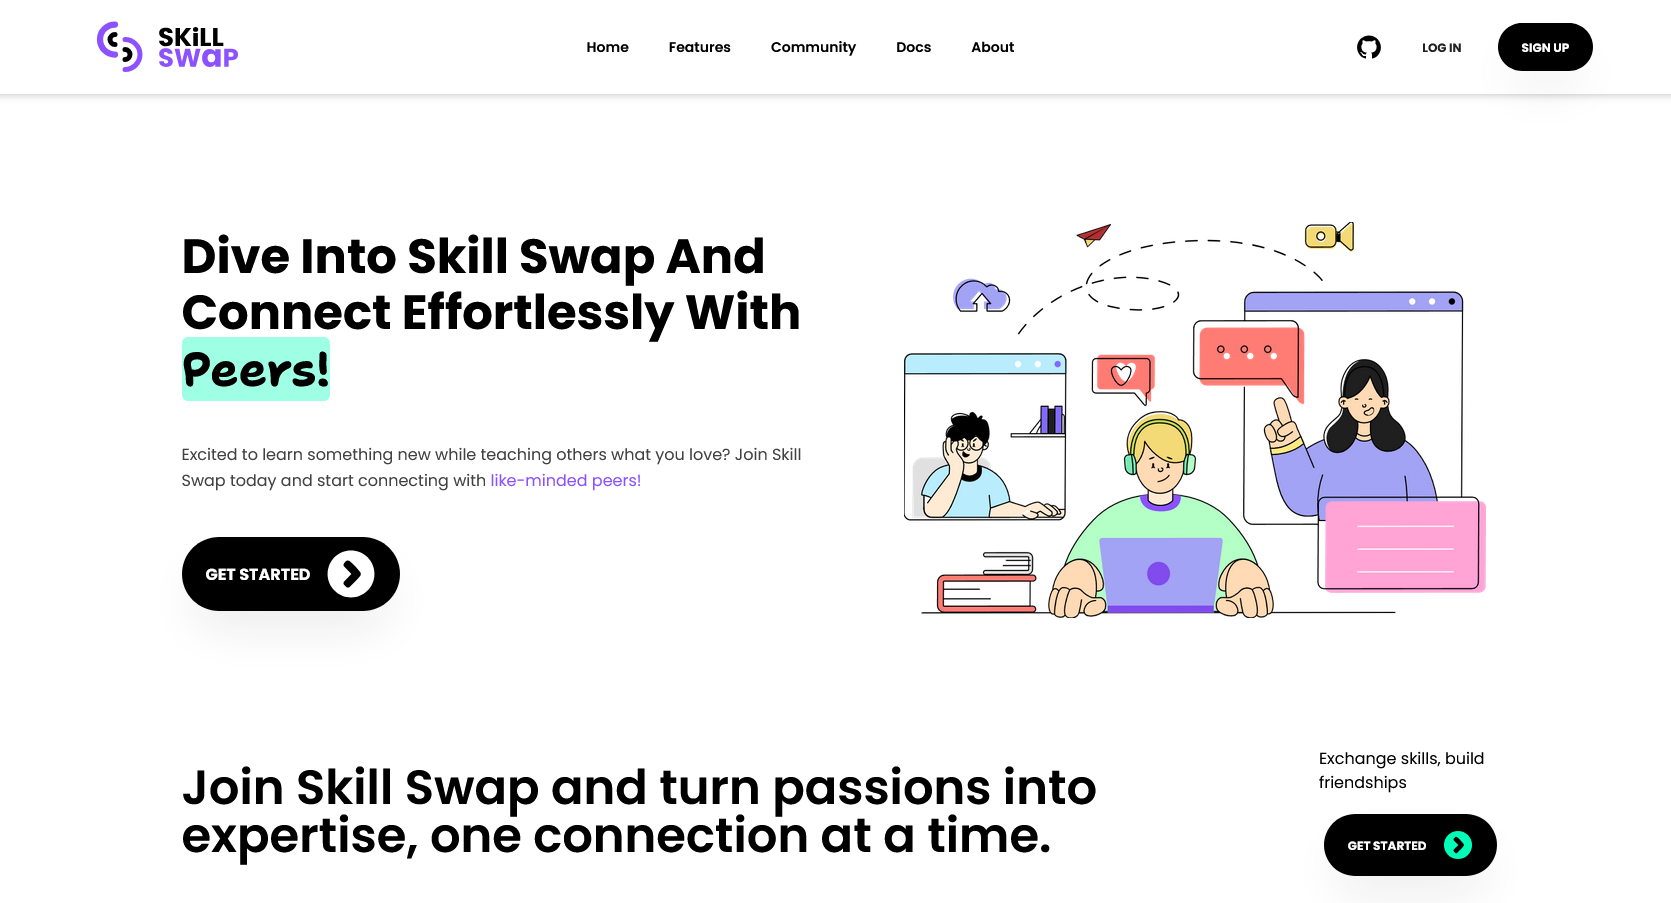 SKiLL
SWaP
Home Features Community Docs About
LOG IN
SIGN UP
Dive Into Skill Swap And
Connect Effortlessly With
Peers!
Excited to learn something new while teaching others what you love? Join Skill
Swap today and start connecting with like-minded peers!
GET STARTED
Join Skill Swap and turn passions into
expertise, one connection at a time.
Exchange skills, build
friendships
GET STARTED